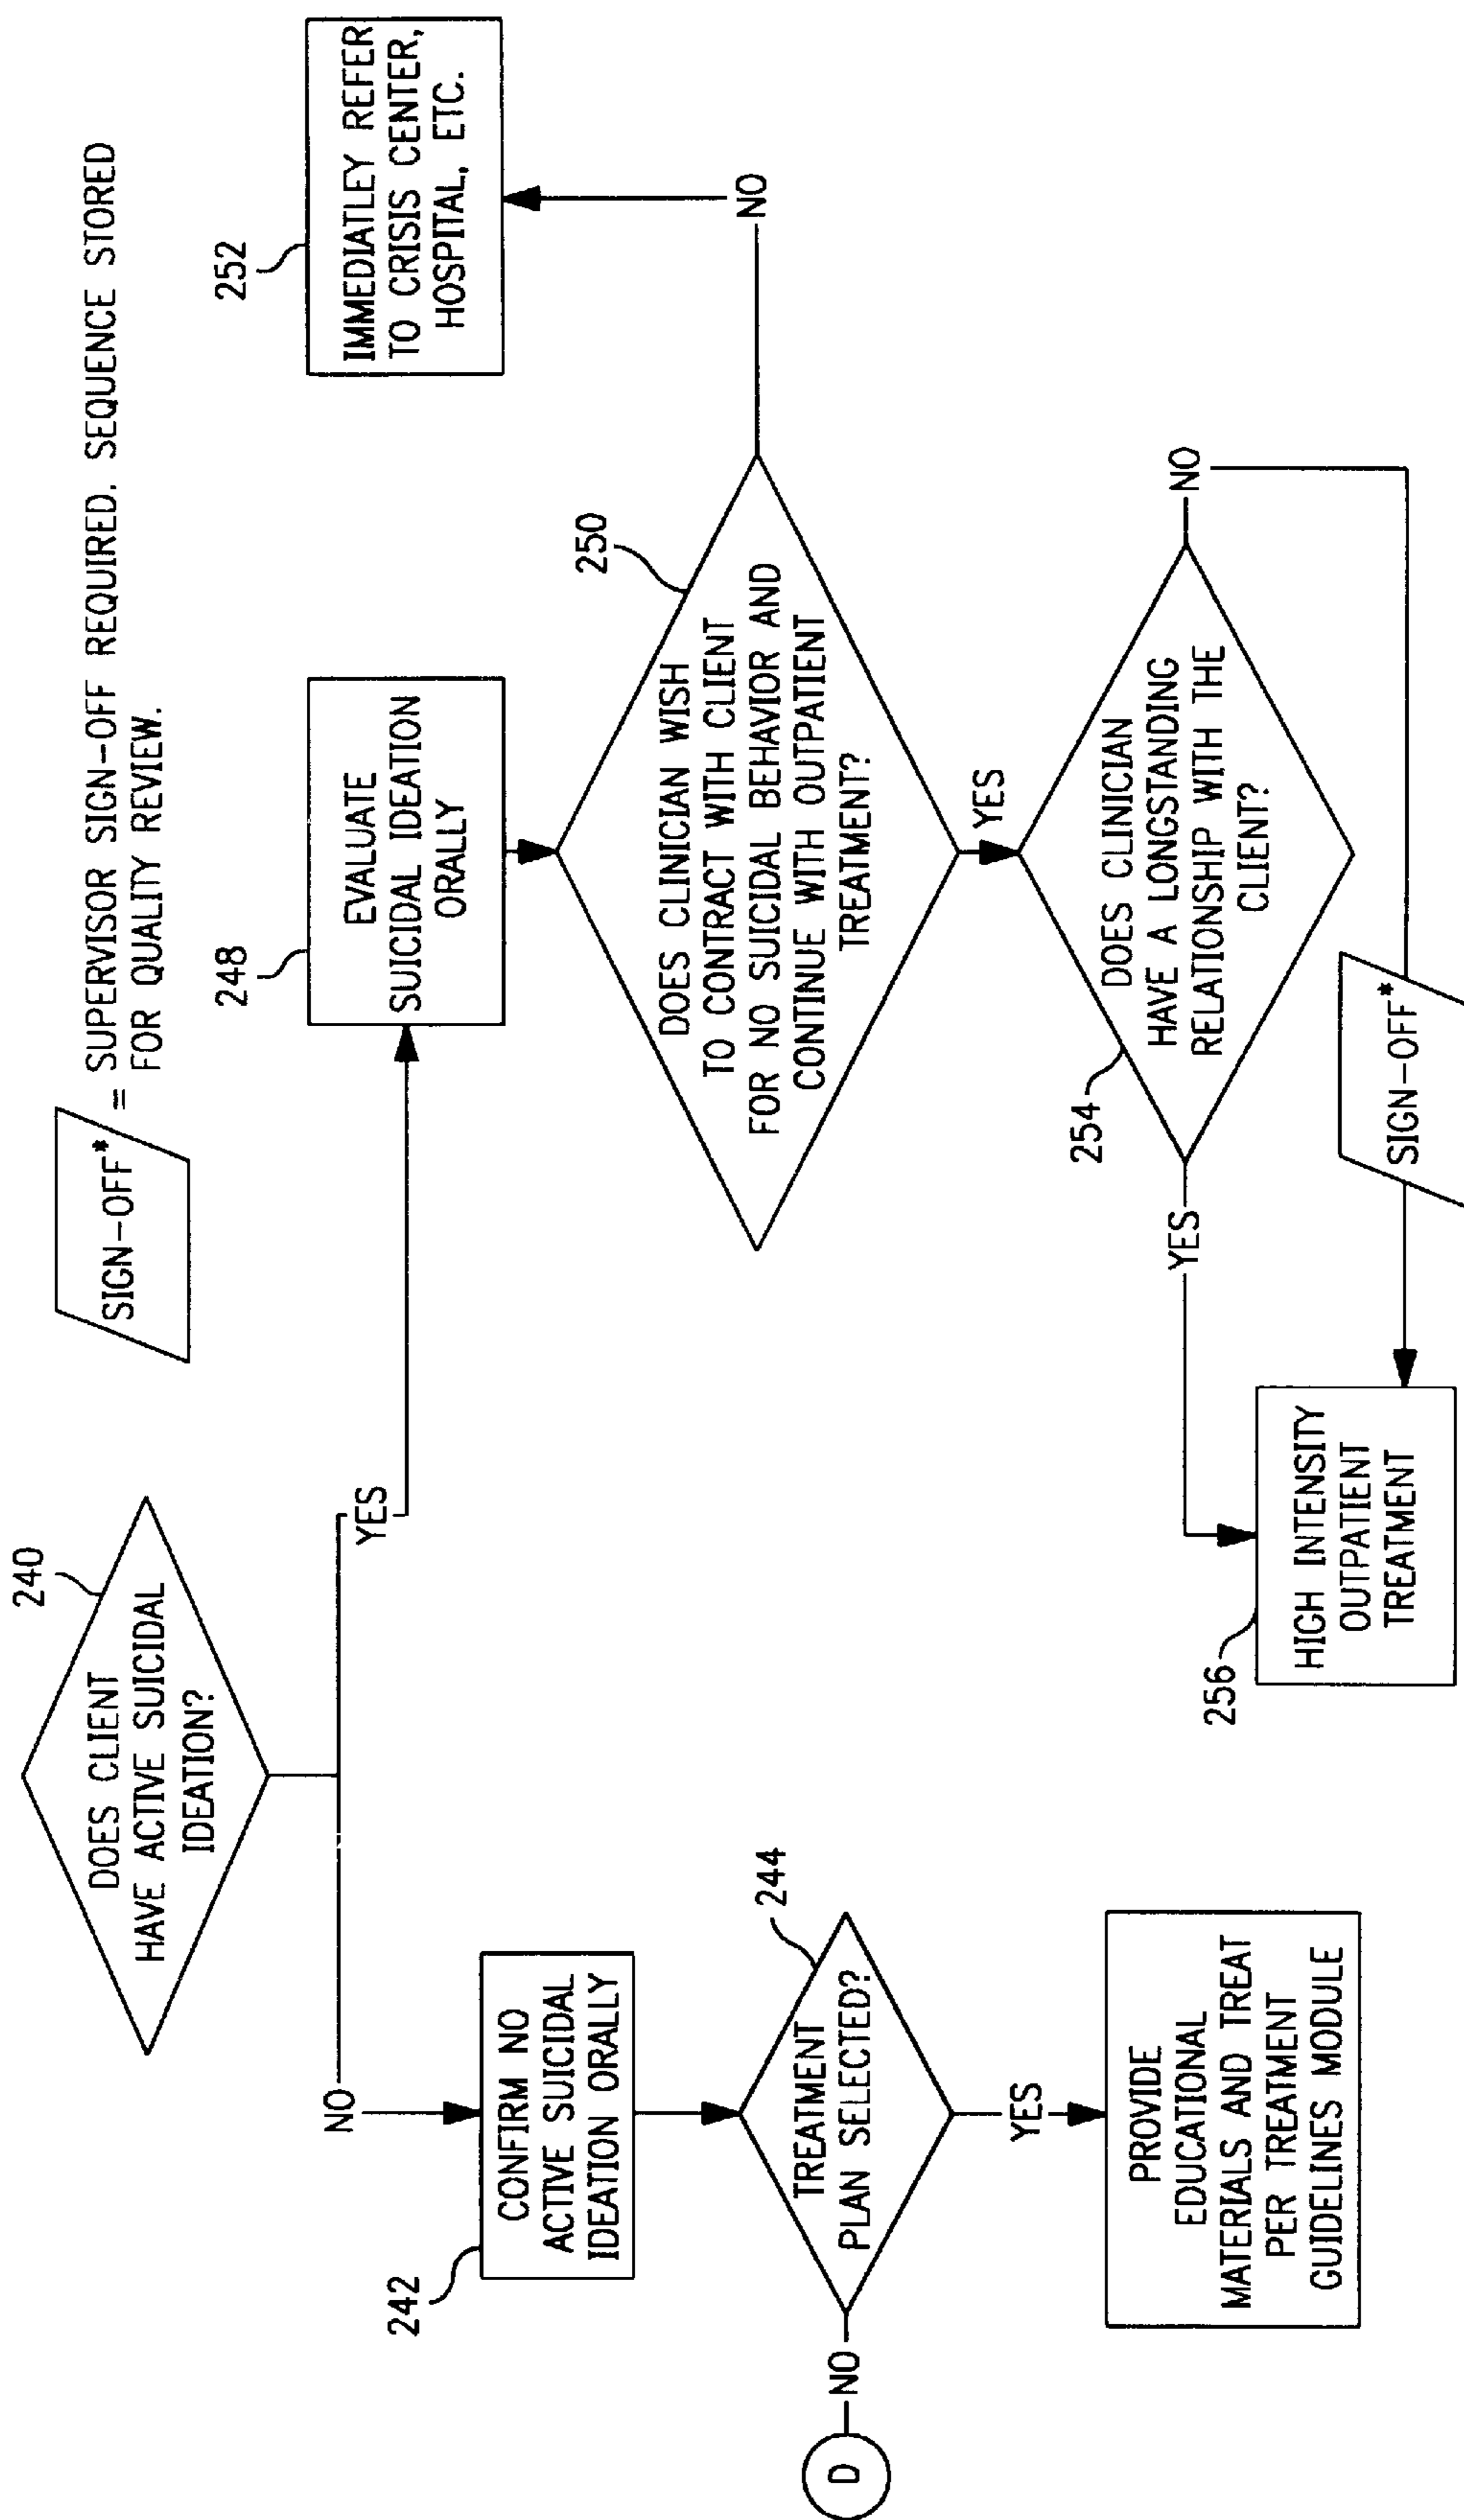 240
DOES CLIENT
HAVE ACTIVE SUICIDAL
IDEATION?
SIGN-OFF*
= SUPERVISOR SIGN-OFF REQUIRED. SEQUENCE STORED
FOR QUALITY REVIEW.
NO
YES
242
CONFIRM NO
ACTIVE SUICIDAL
IDEATION ORALLY
248
EVALUATE
SUICIDAL IDEATION
ORALLY
252
IMMEDIATLEY REFER
TO CRISIS CENTER,
HOSPITAL, ETC.
244
TREATMENT
PLAN SELECTED?
D
NO
YES
PROVIDE
EDUCATIONAL
MATERIALS AND TREAT
PER TREATMENT
GUIDELINES MODULE
250
DOES CLINICIAN WISH
TO CONTRACT WITH CLIENT
FOR NO SUICIDAL BEHAVIOR AND
CONTINUE WITH OUTPATIENT
TREATMENT?
NO
YES
254
DOES CLINICIAN
HAVE A LONGSTANDING
RELATIONSHIP WITH THE
CLIENT?
YES
NO
256
HIGH INTENSITY
OUTPATIENT
TREATMENT
SIGN-OFF*